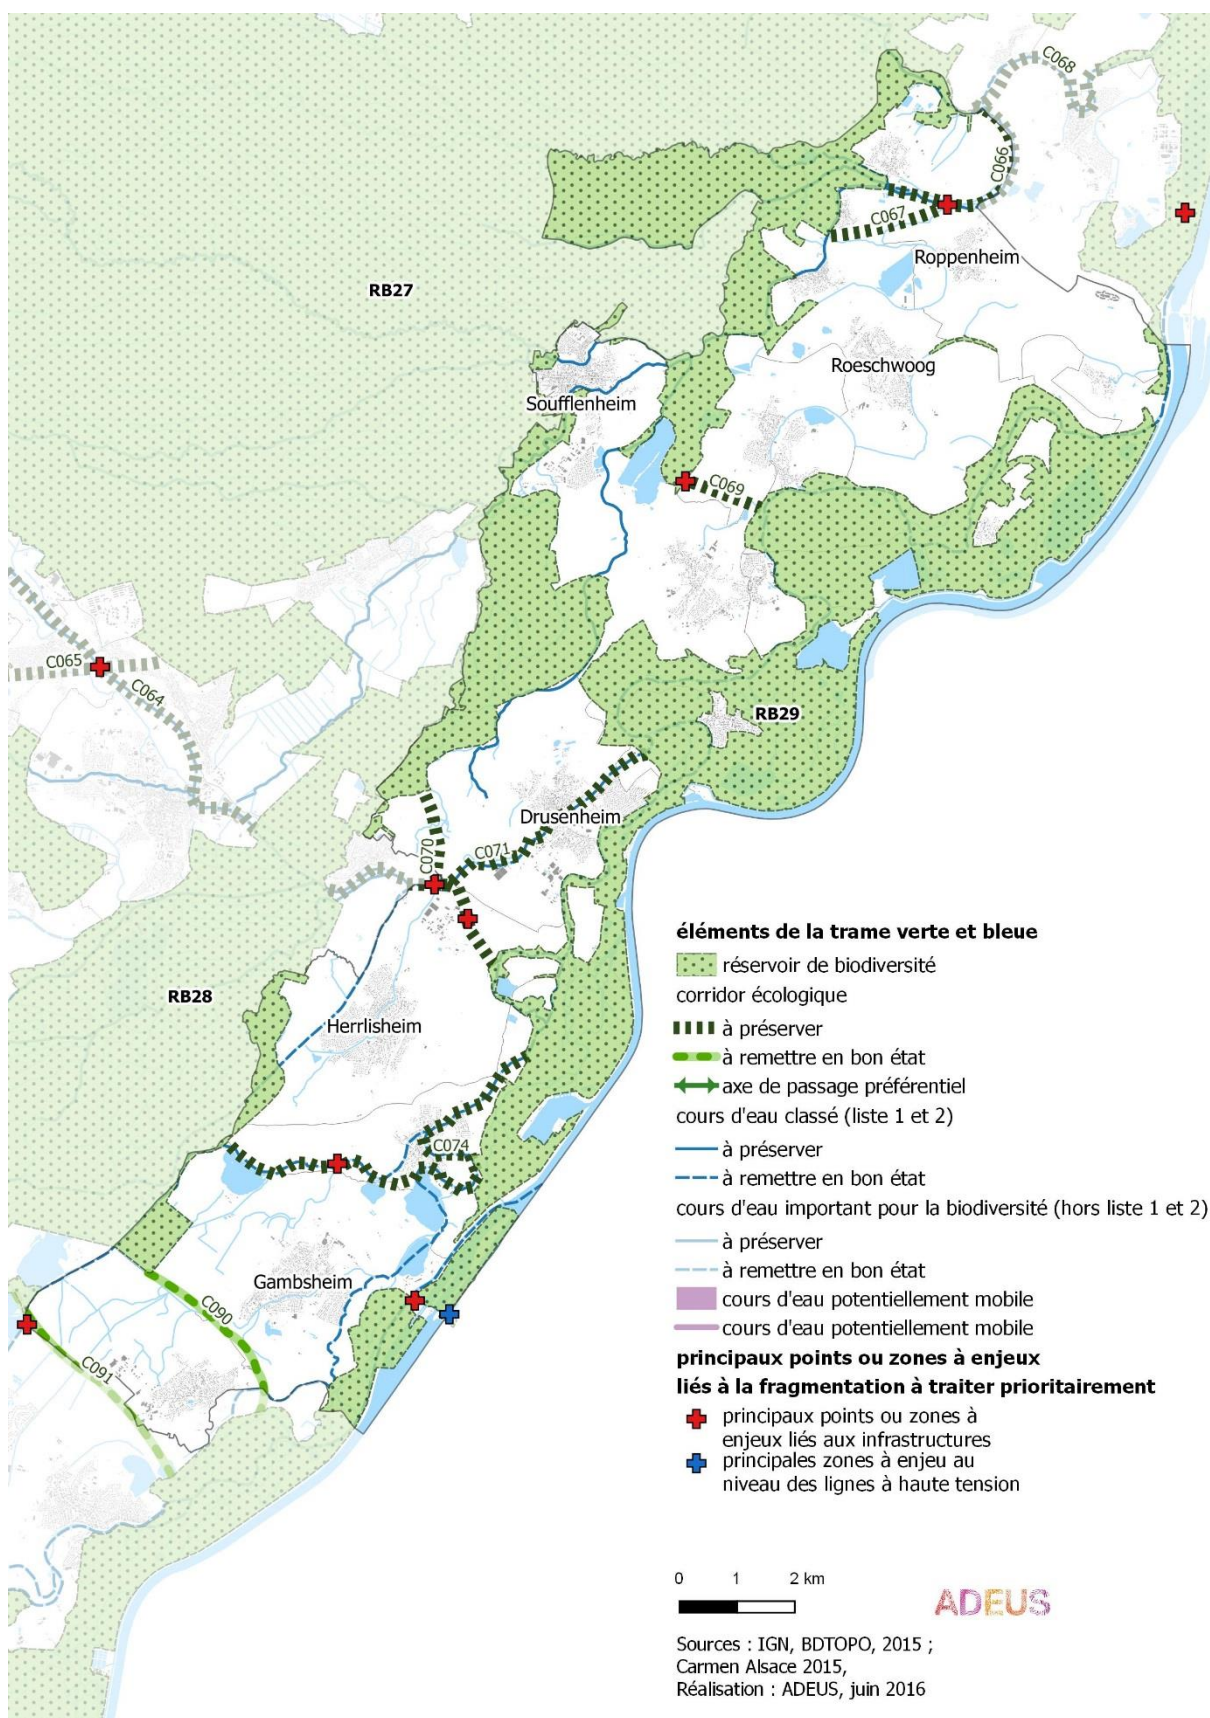 C068
C066
C067
Roppenheim
RB27
Roeschwoog
Soufflenheim
C069
C065
C064
RB29
Drusenheim
C070
C071
RB28
Herrlisheim
C074
Gambsheim
C090
C091
éléments de la trame verte et bleue
réservoir de biodiversité
corridor écologique
à préserver
à remettre en bon état
axe de passage préférentiel
cours d'eau classé (liste 1 et 2)
à préserver
à remettre en bon état
cours d'eau important pour la biodiversité (hors liste 1 et 2)
à préserver
à remettre en bon état
cours d'eau potentiellement mobile
cours d'eau potentiellement mobile
principaux points ou zones à enjeux
liés à la fragmentation à traiter prioritairement
principaux points ou zones à
enjeux liés aux infrastructures
principales zones à enjeu au
niveau des lignes à haute tension
0 1 2 km
ADEUS
Sources : IGN, BDTOPO, 2015 ;
Carmen Alsace 2015,
Réalisation : ADEUS, juin 2016